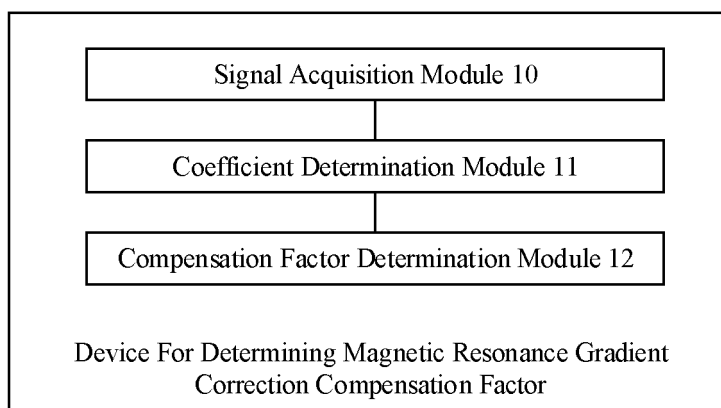 Signal Acquisition Module 10
Coefficient Determination Module 11
Compensation Factor Determination Module 12
Device For Determining Magnetic Resonance Gradient
Correction Compensation Factor